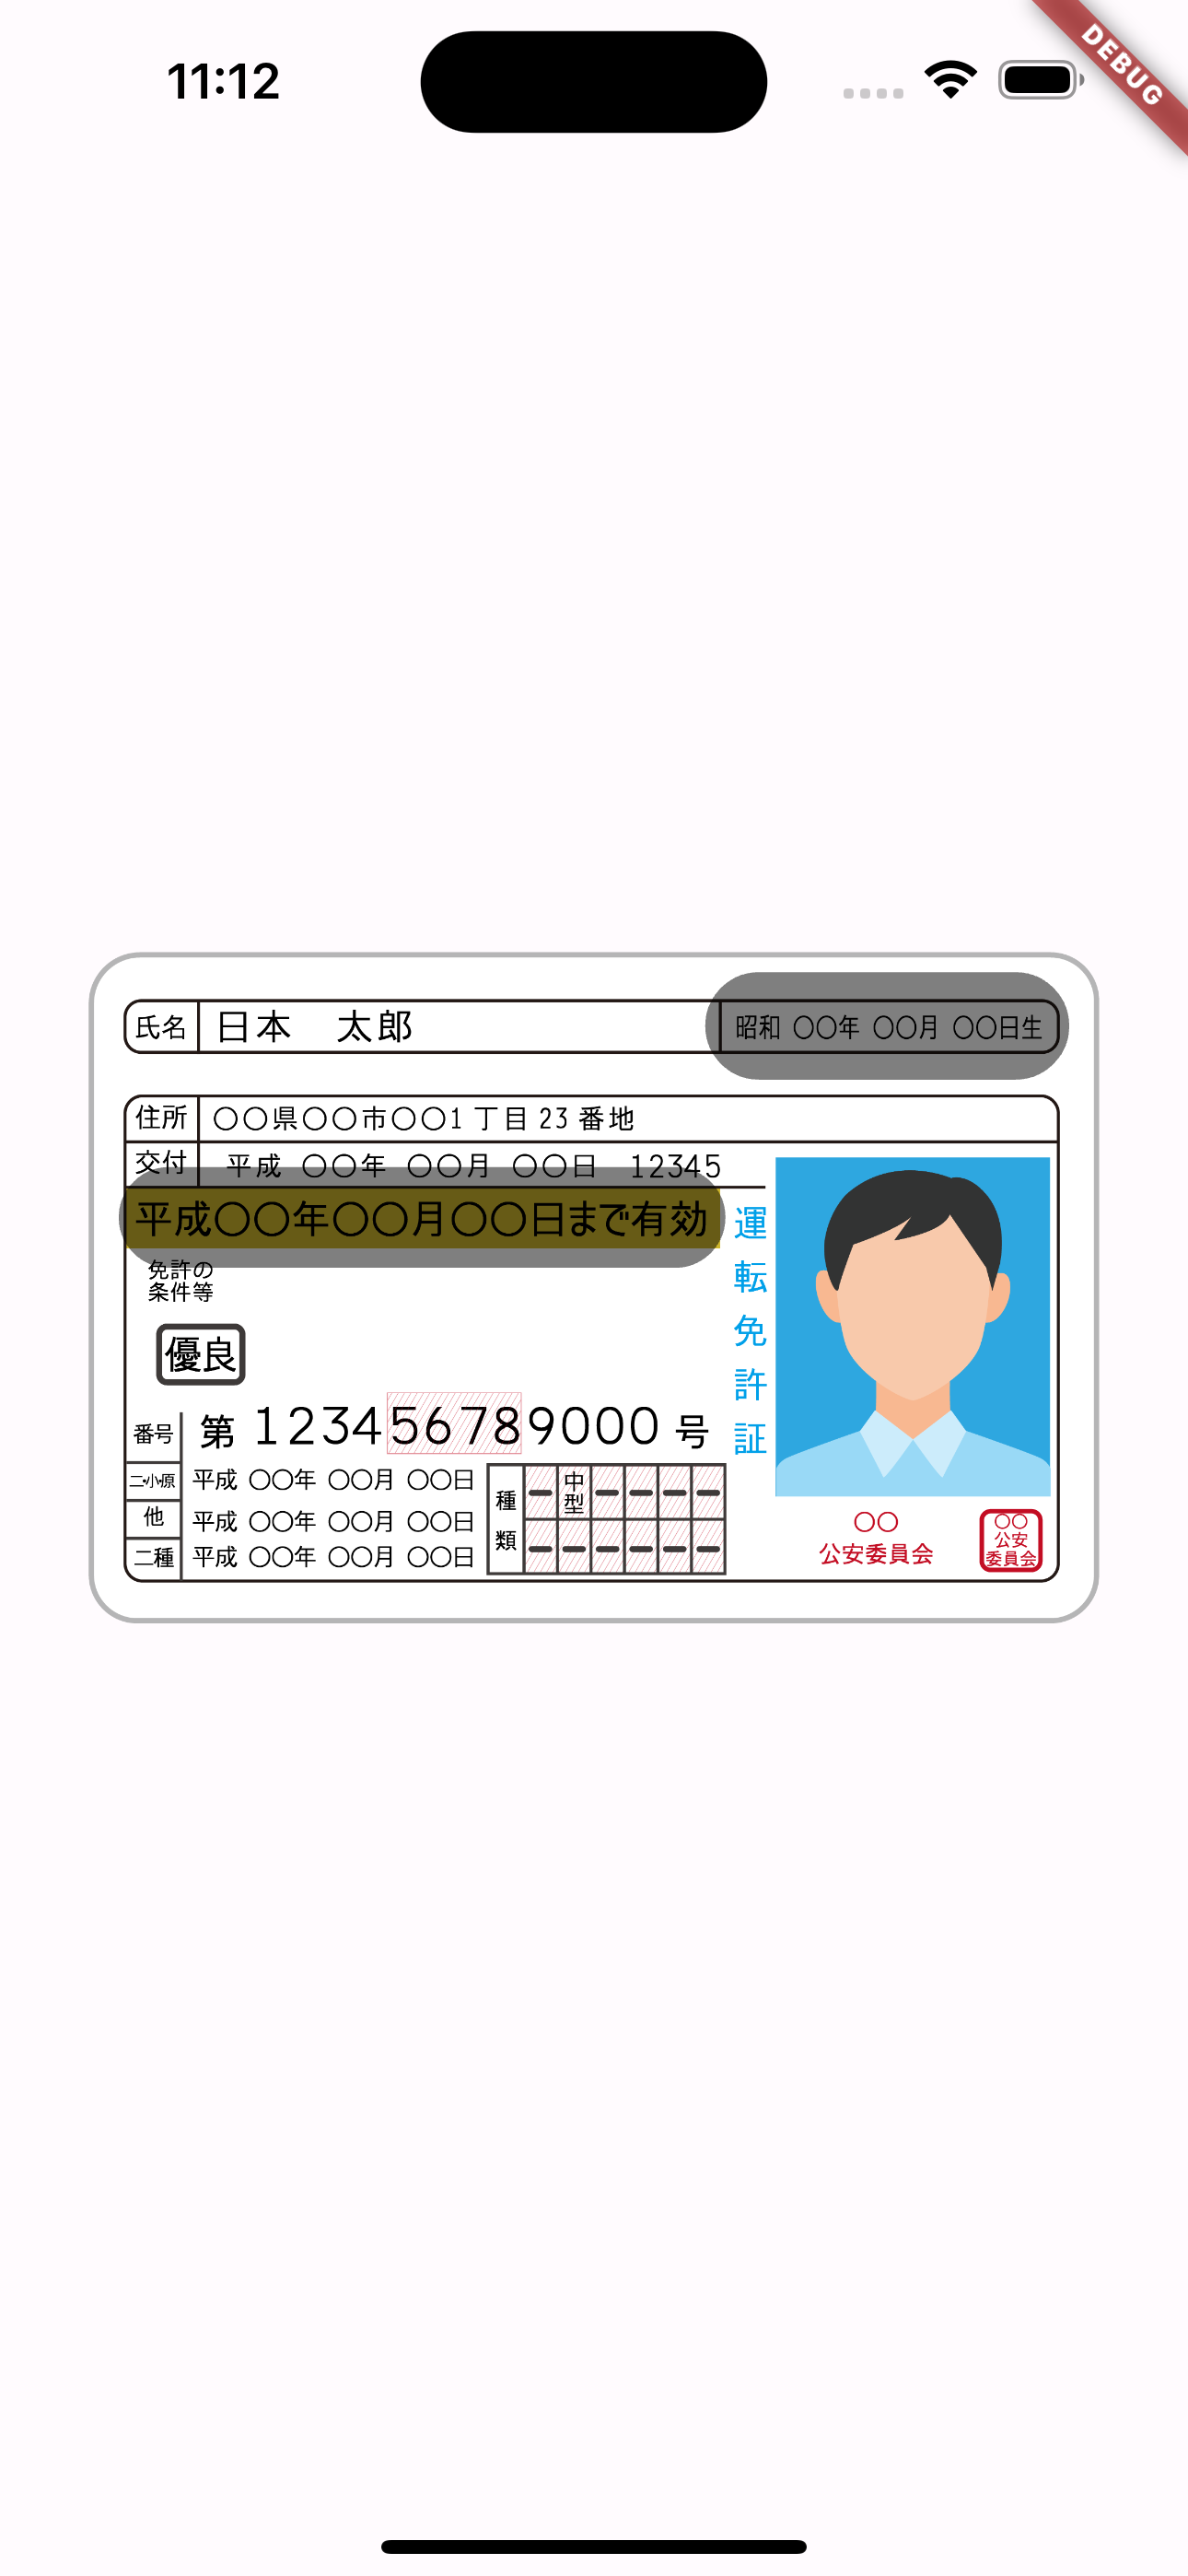 11:12
DEBUG
氏名 日本 太郎 昭和 〇〇年 〇〇月 〇〇日生
住所 〇〇県〇〇市〇〇1 丁目 23 番地
交付 平成 〇〇年 〇〇月 〇〇日 12345
平成〇〇年〇〇月〇〇日まで有効
免許の
条件等
優良
運転免許証
番号 第 123456789000 号
二・小・原 平成 〇〇年 〇〇月 〇〇日
他 平成 〇〇年 〇〇月 〇〇日
二種 平成 〇〇年 〇〇月 〇〇日
種類
中型
〇〇
公安委員会
〇〇
公安
委員会